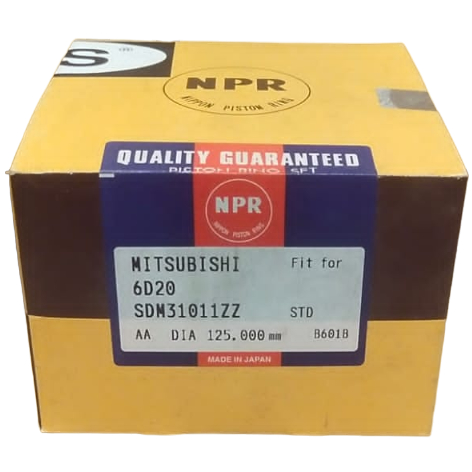 S
NPR
NIPPON PISTON RING
QUALITY GUARANTEED
PISTON RING SET
NPR
NIPPON PISTON RING
MITSUBISHI Fit for
6D20
SDM31011ZZ STD
AA DIA 125.000 mm B601B
MADE IN JAPAN